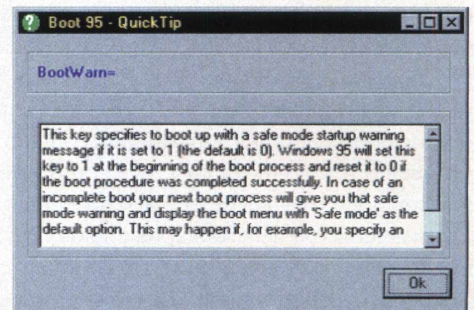 Boot 95 - QuickTip
BootWarn=
This key specifies to boot up with a safe mode startup warning
message if it is set to 1 (the default is 0). Windows 95 will set this
key to 1 at the beginning of the boot process and reset it to 0 if
the boot procedure was completed successfully. In case of an
incomplete boot your next boot process will give you that safe
mode warning and display the boot menu with 'Safe mode' as the
default option. This may happen if, for example, you specify an
Ok